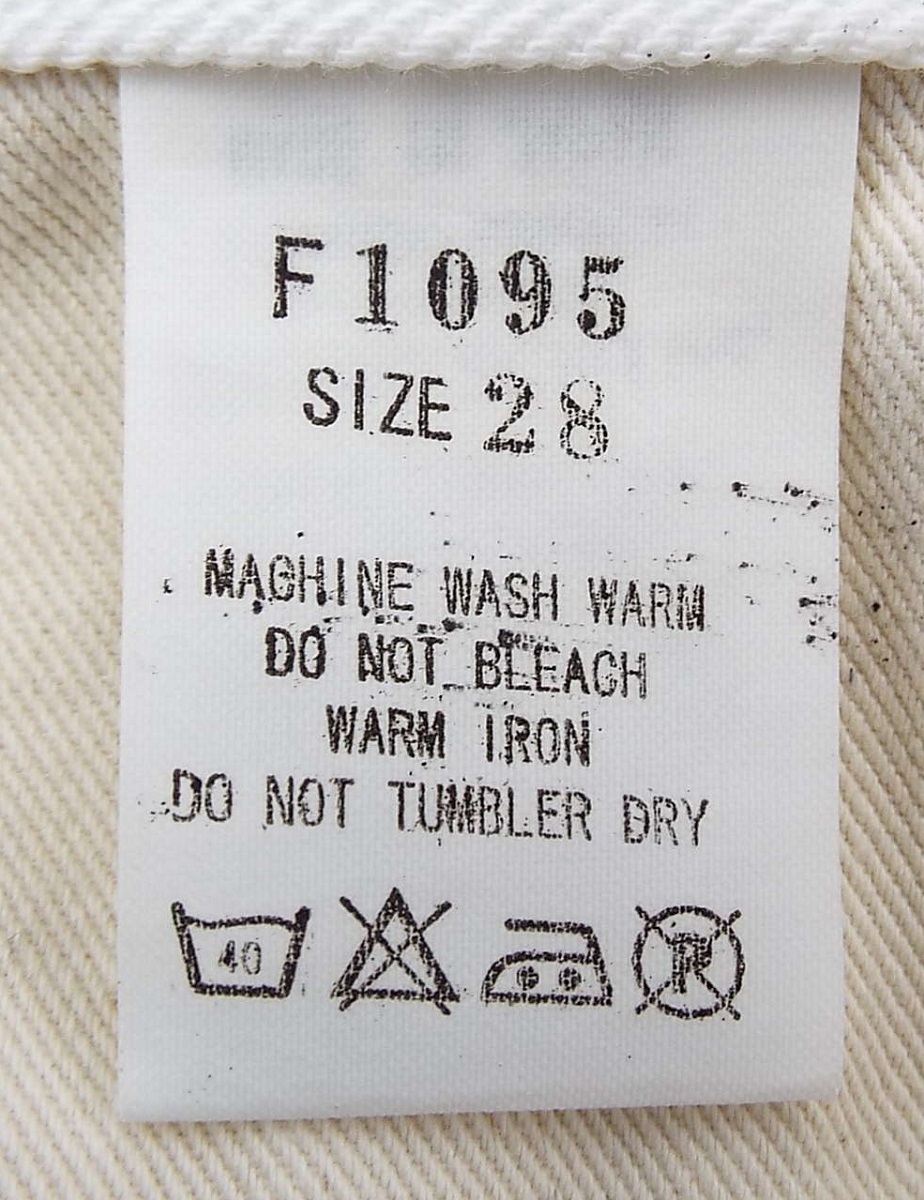 F1095
SIZE 28
MACHINE WASH WARM
DO NOT BLEACH
WARM IRON
DO NOT TUMBLER DRY
40 P